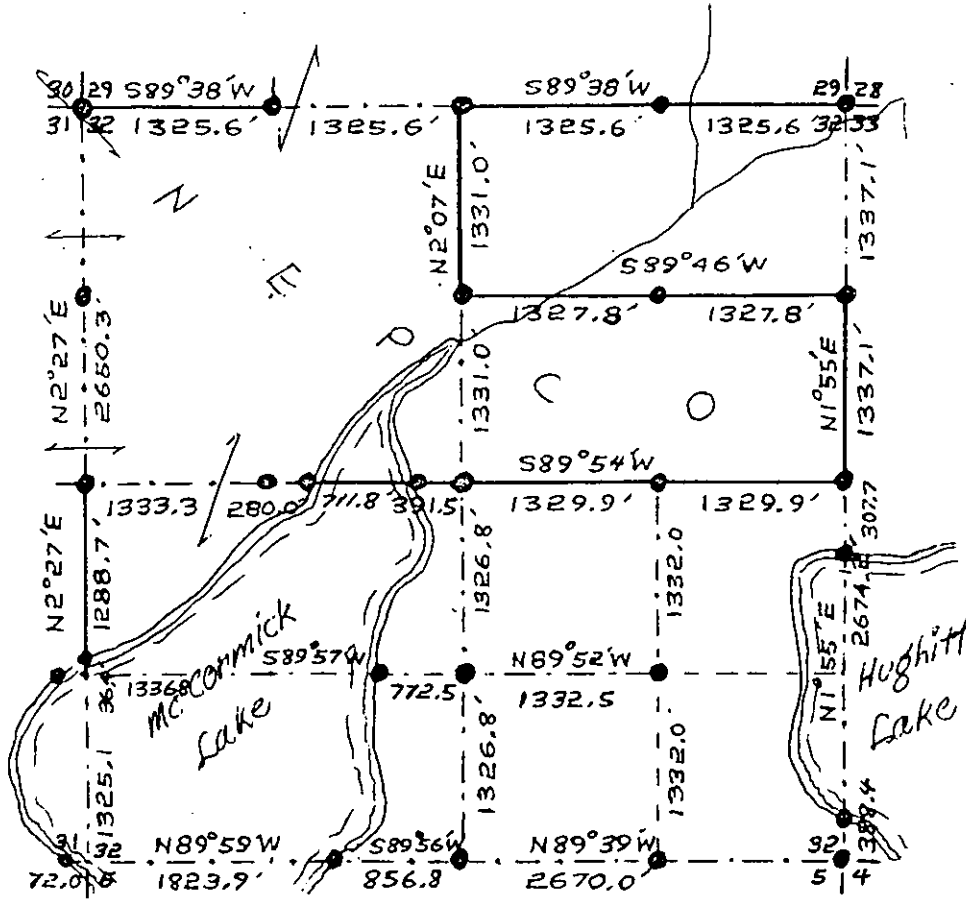 30 29 S89°38'W S89°38'W 29 28
31 32 1325.6' 1325.6' 1325.6' 1325.6' 32 33
N E P C O
N2°07'E 1331.0'
1337.1'
S89°46'W
1327.8' 1327.8'
N2°27'E 2660.3'
1331.0'
N1°55'E 1337.1'
S89°54'W
1333.3 280.0' 711.8' 391.5 1329.9' 1329.9'
307.7
N2°27'E 1288.7'
1326.8'
1332.0
N1°55'E
McCormick
Lake
S89°57'W N89°52'W
1336.8 772.5 1332.5
Hughitt
Lake
1325.1
1326.8'
1332.0
388.4
31 32 N89°59'W S89°56'W N89°39'W 32
72.0 1823.9' 856.8 2670.0' 5 4